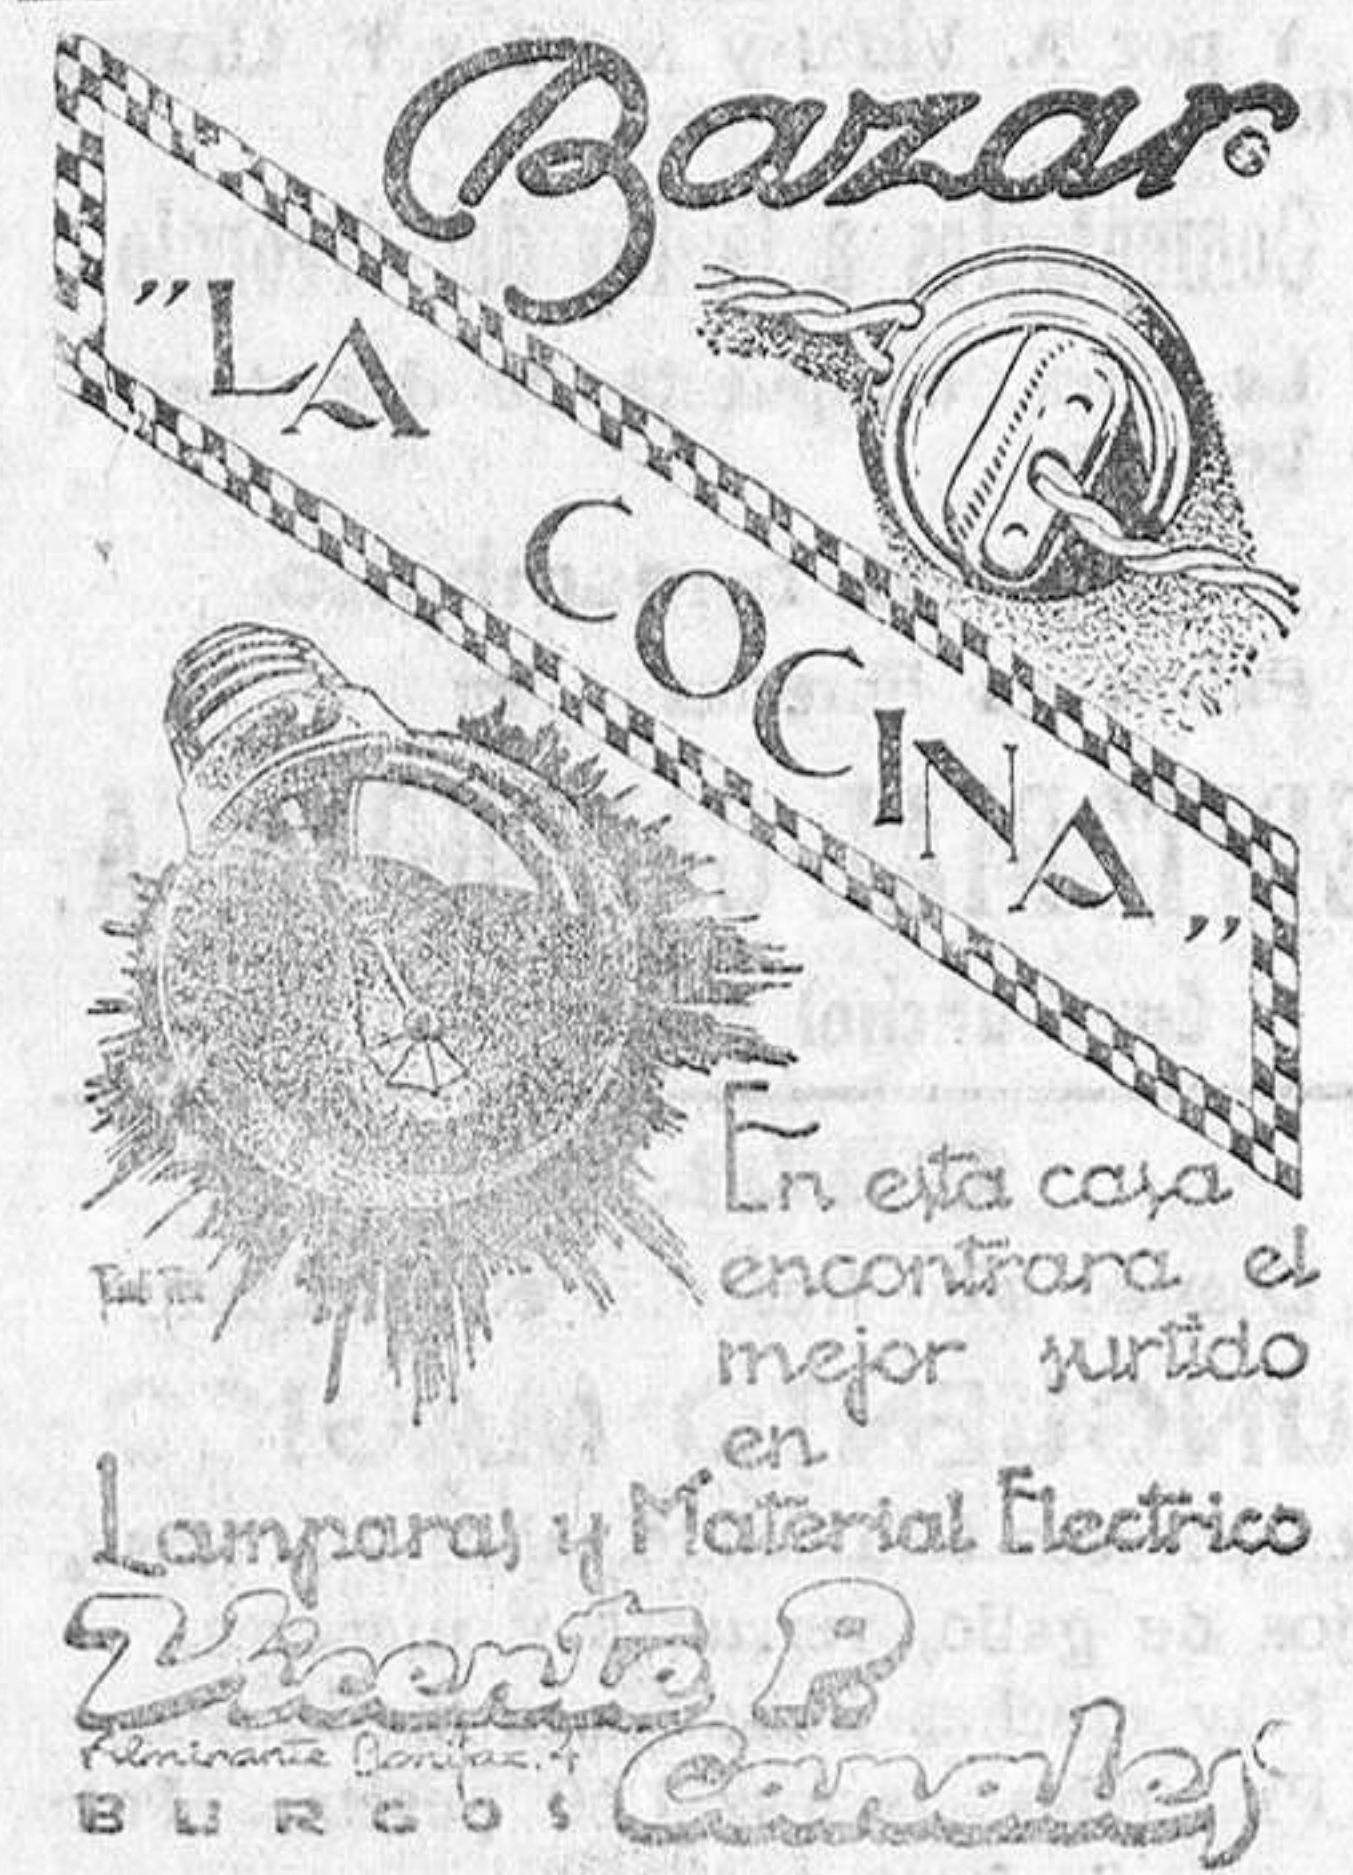 Bazar
"LA COCINA"
En esta casa
encontrara el
mejor surtido
en
Lamparas y Material Electrico
Vicente P.
Almirante Bonifaz. 4
Canales
BURGOS